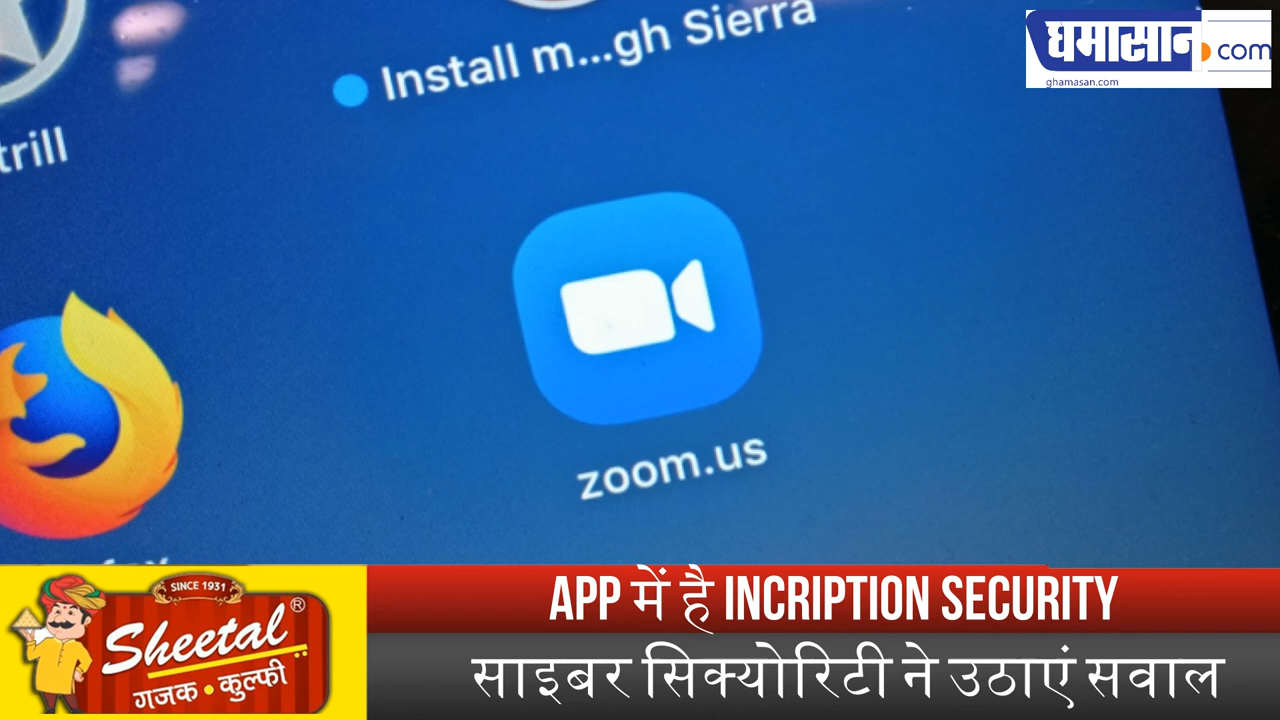 Install m...gh Sierra
घमासान.com
ghamasan.com
trill
zoom.us
SINCE 1931
Sheetal®
गजक • कुल्फी
APP में है INCRIPTION SECURITY
साइबर सिक्योरिटी ने उठाएं सवाल